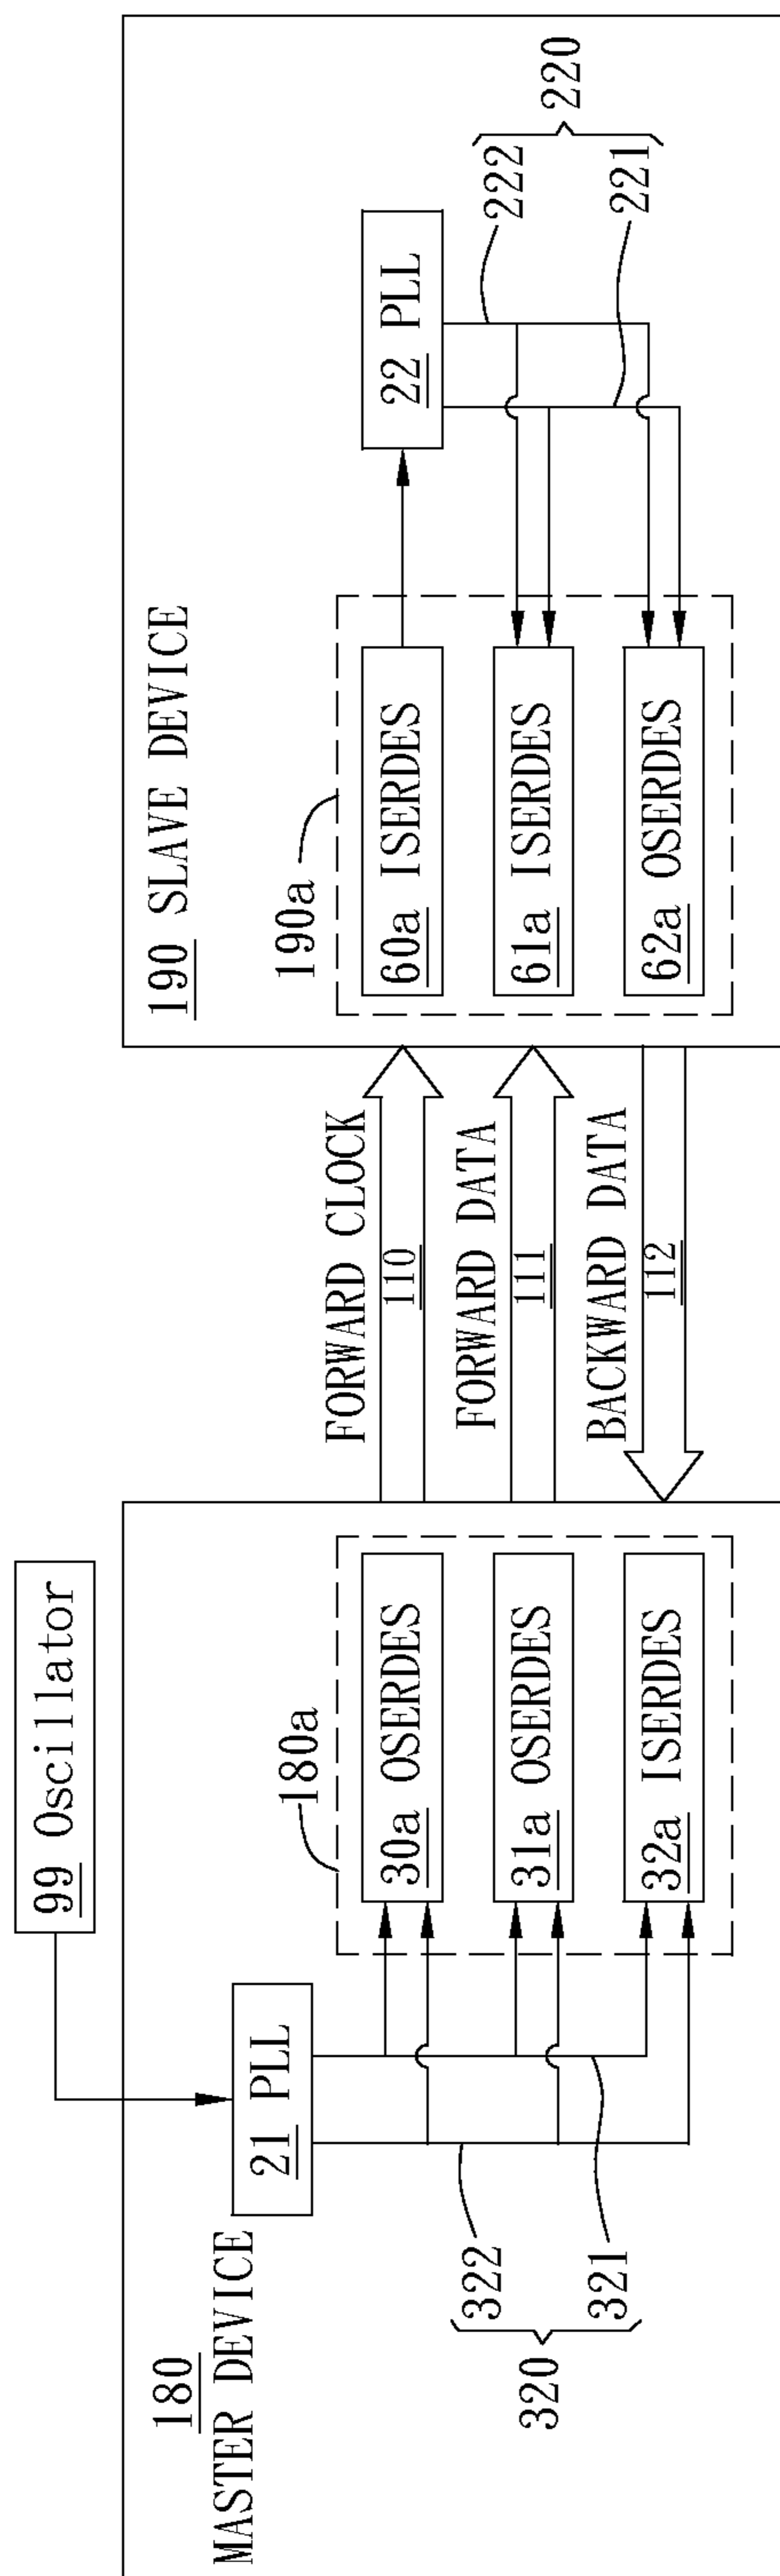 99 Oscillator
180
MASTER DEVICE
21 PLL
180a
30a OSERDES
31a OSERDES
32a ISERDES
322
321
320
FORWARD CLOCK
110
FORWARD DATA
111
BACKWARD DATA
112
190 SLAVE DEVICE
190a
60a ISERDES
61a ISERDES
62a OSERDES
22 PLL
222
221
220